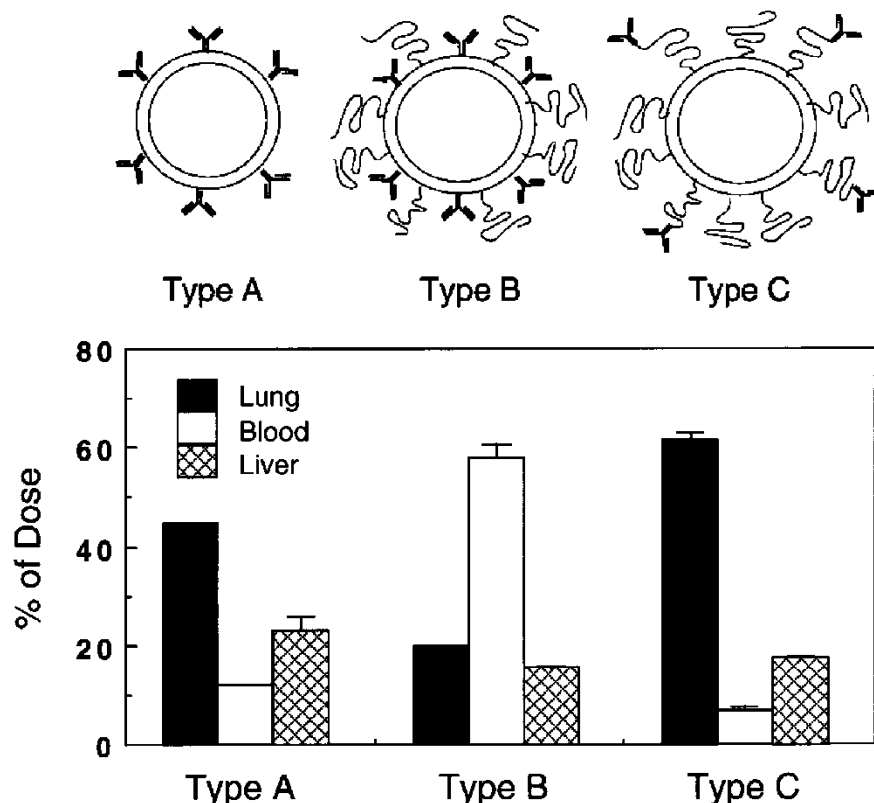 Type A Type B Type C
80
Lung
Blood
60
Liver
% of Dose
40
20
0
Type A Type B Type C